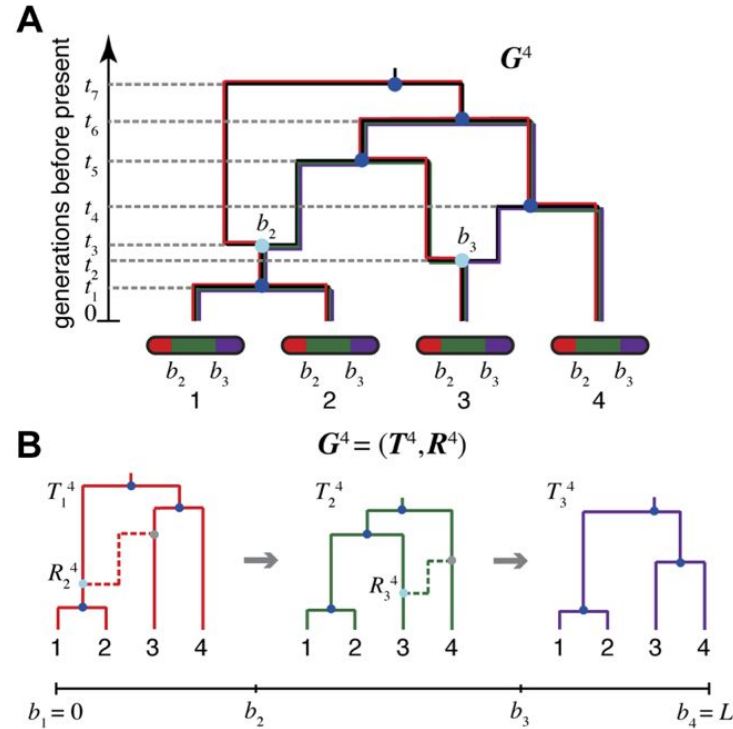 A
G⁴
generations before present
t₇
t₆
t₅
t₄
t₃
t₂
t₁
0
b₂
b₃
b₂ b₃ b₂ b₃ b₂ b₃ b₂ b₃
1 2 3 4
B
G⁴ = (T⁴, R⁴)
T₁⁴ T₂⁴ T₃⁴
R₂⁴ R₃⁴
1 2 3 4 1 2 3 4 1 2 3 4
b₁ = 0 b₂ b₃ b₄ = L